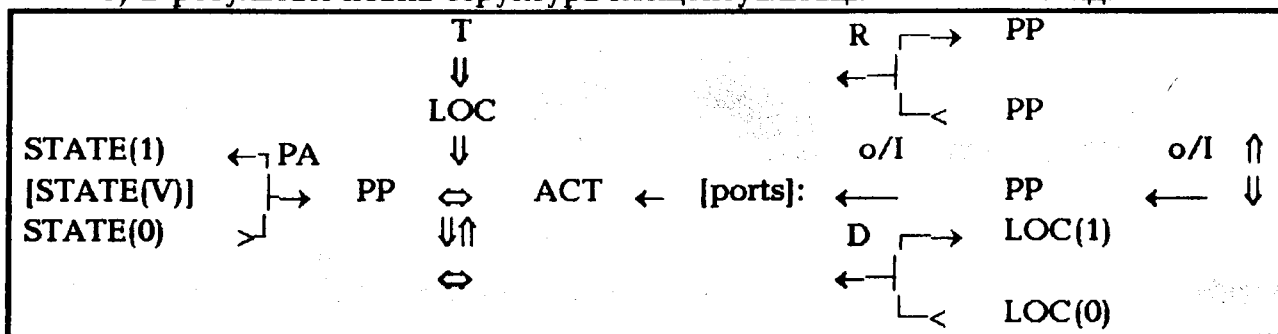 T R PP
⇓ ←
LOC < PP
STATE(1) ← PA ⇓ o/I o/I ⇑
[STATE(V)] → PP ⇔ ACT ← [ports]: ← PP ← ⇓
STATE(0) > ⇓⇑ D → LOC(1)
⇔ ←
< LOC(0)